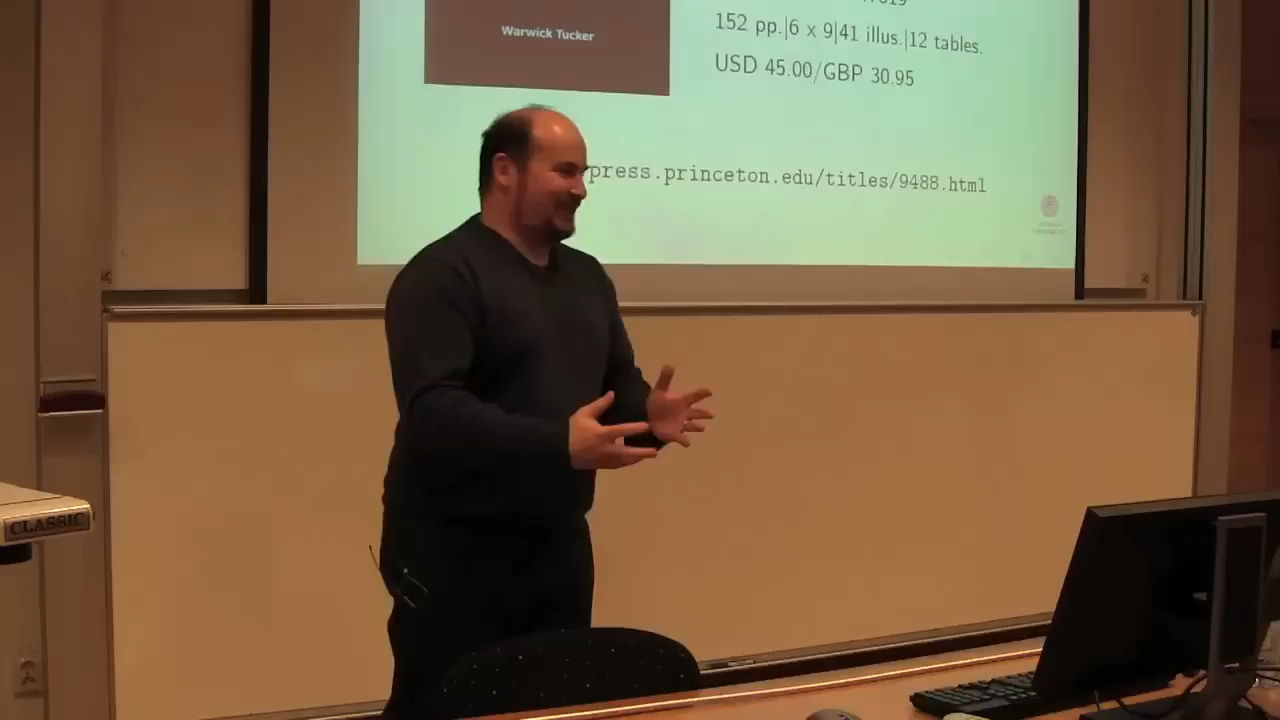 Warwick Tucker
152 pp.|6 x 9|41 illus.|12 tables.
USD 45.00/GBP 30.95
press.princeton.edu/titles/9488.html
CLASSIC